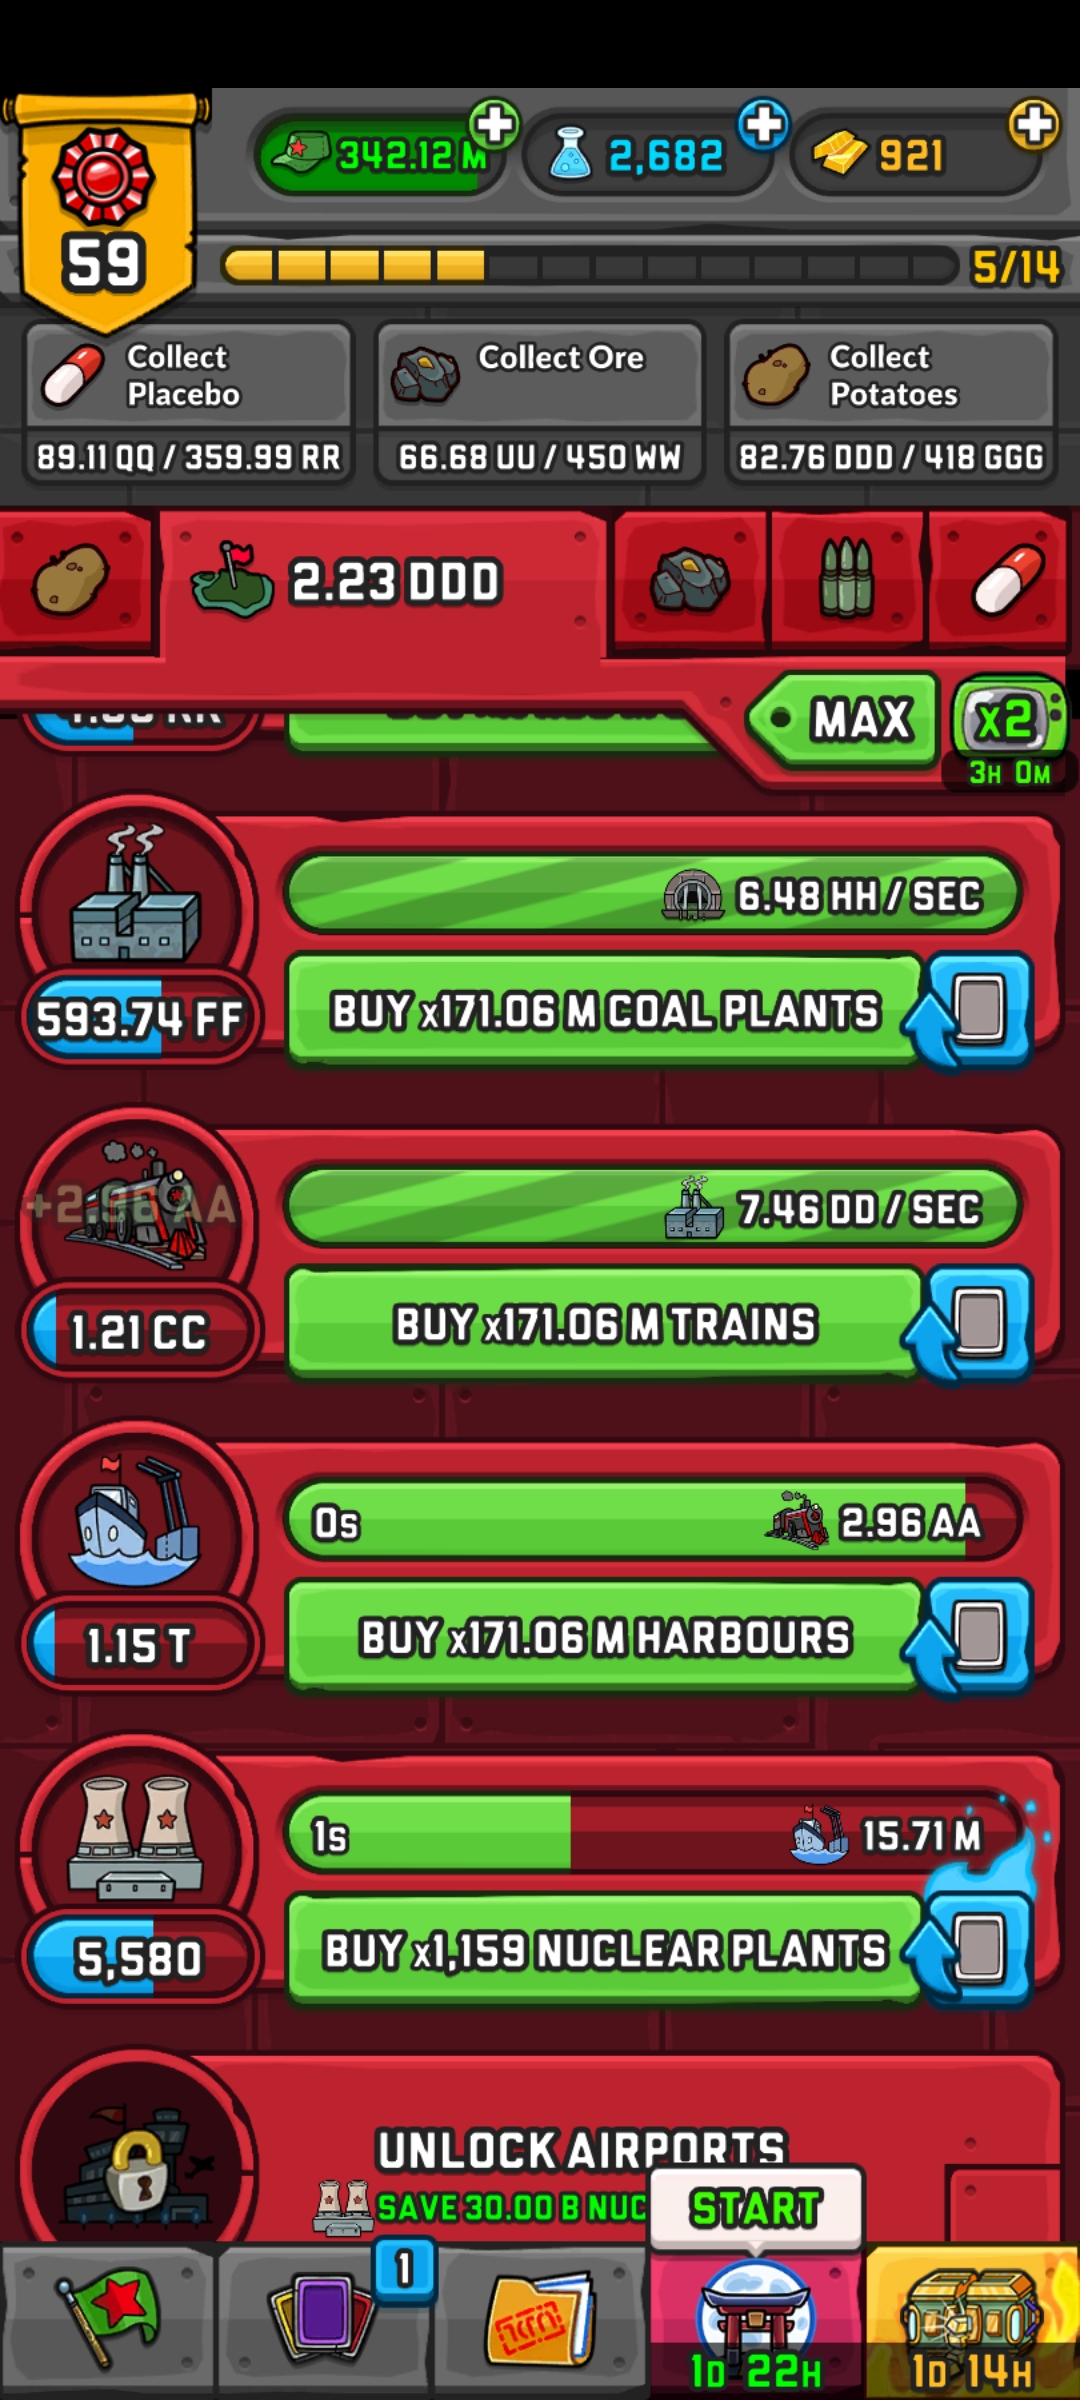 342.12 M
2,682
921
59
5/14
Collect
Placebo
89.11 QQ / 359.99 RR
Collect Ore
66.68 UU / 450 WW
Collect
Potatoes
82.76 DDD / 418 GGG
2.23 DDD
MAX
x2
3H 0M
6.48 HH / SEC
593.74 FF
BUY x171.06 M COAL PLANTS
+2.96 AA
7.46 DD / SEC
1.21 CC
BUY x171.06 M TRAINS
0s
2.96 AA
1.15 T
BUY x171.06 M HARBOURS
1s
15.71 M
5,580
BUY x1,159 NUCLEAR PLANTS
UNLOCK AIRPORTS
SAVE 30.00 B NUC
START
1
1D 22H
1D 14H